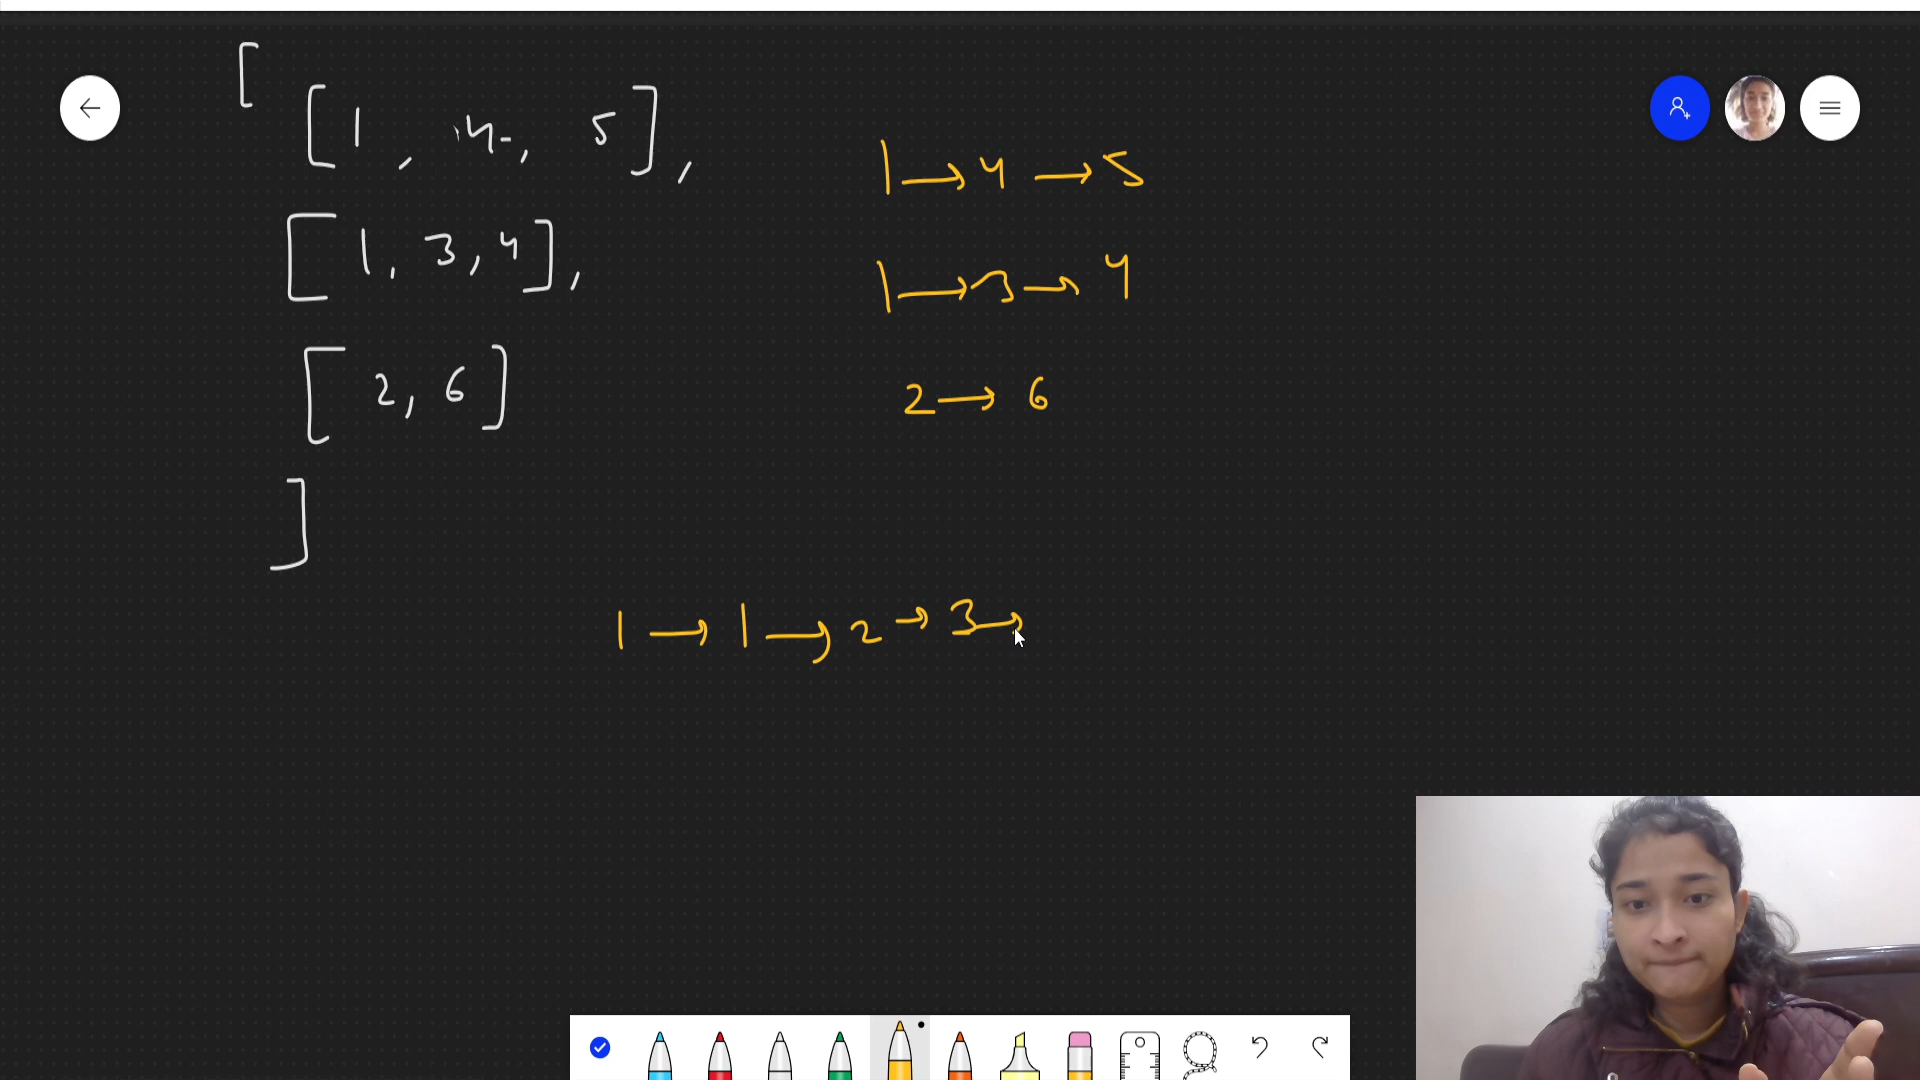 [
[1, 4, 5],
[1, 3, 4],
[2, 6]
]
1 → 4 → 5
1 → 3 → 4
2 → 6
1 → 1 → 2 → 3 →